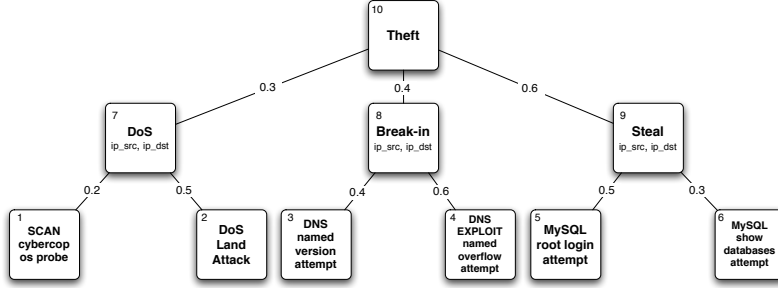 10
Theft
0.3
0.4
0.6
7
DoS
ip_src, ip_dst
8
Break-in
ip_src, ip_dst
9
Steal
ip_src, ip_dst
0.2
0.5
0.4
0.6
0.5
0.3
1
SCAN
cybercop
os probe
2
DoS
Land
Attack
3
DNS
named
version
attempt
4
DNS
EXPLOIT
named
overflow
attempt
5
MySQL
root login
attempt
6
MySQL
show
databases
attempt